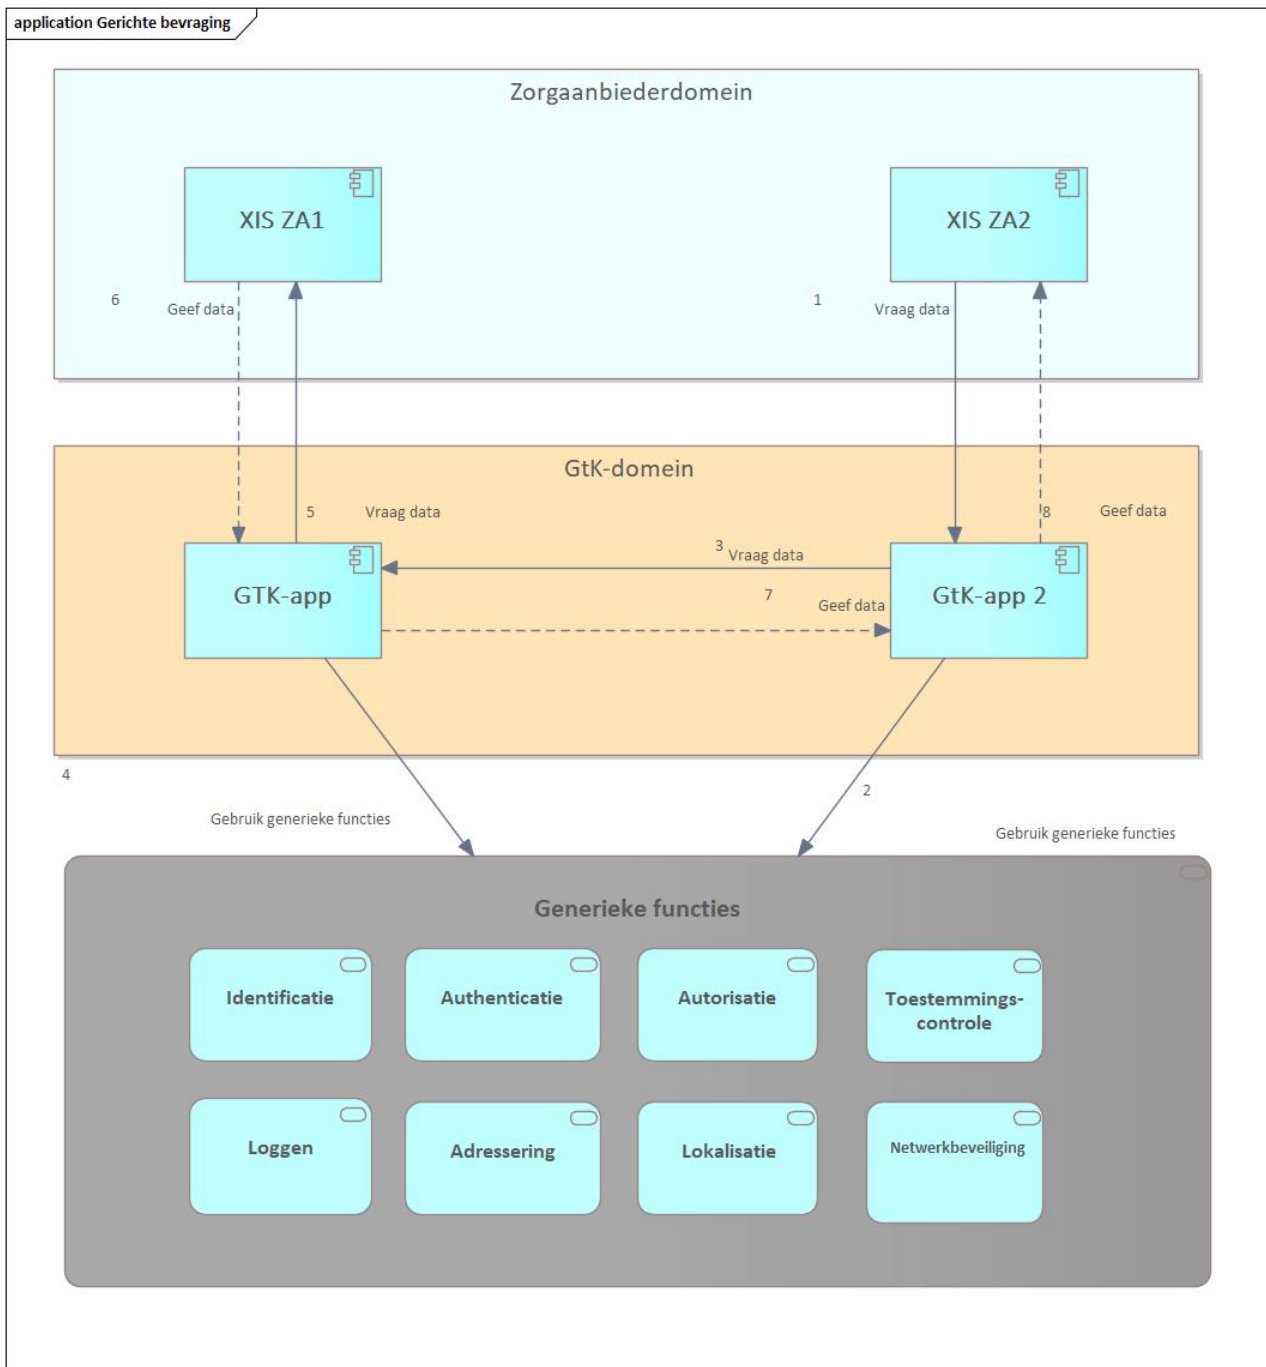 application Gerichte bevraging
Zorgaanbiederdomein
XIS ZA1
XIS ZA2
6
Geef data
1
Vraag data
GtK-domein
5
Vraag data
8
Geef data
3
Vraag data
7
Geef data
GTK-app
GtK-app 2
4
2
Gebruik generieke functies
Gebruik generieke functies
Generieke functies
Identificatie
Authenticatie
Autorisatie
Toestemmings-
controle
Loggen
Adressering
Lokalisatie
Netwerkbeveiliging